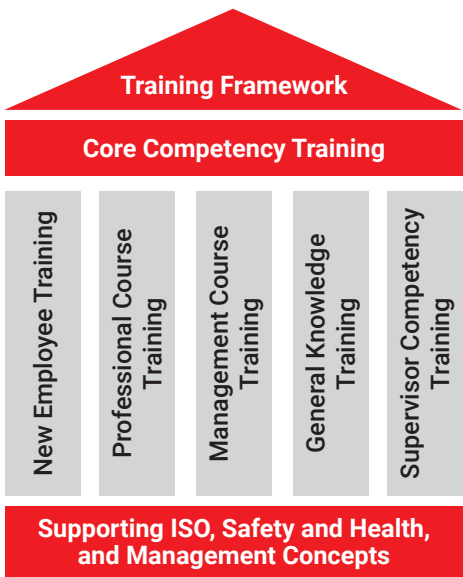 Training Framework
Core Competency Training
New Employee Training
Professional Course
Training
Management Course
Training
General Knowledge
Training
Supervisor Competency
Training
Supporting ISO, Safety and Health,
and Management Concepts